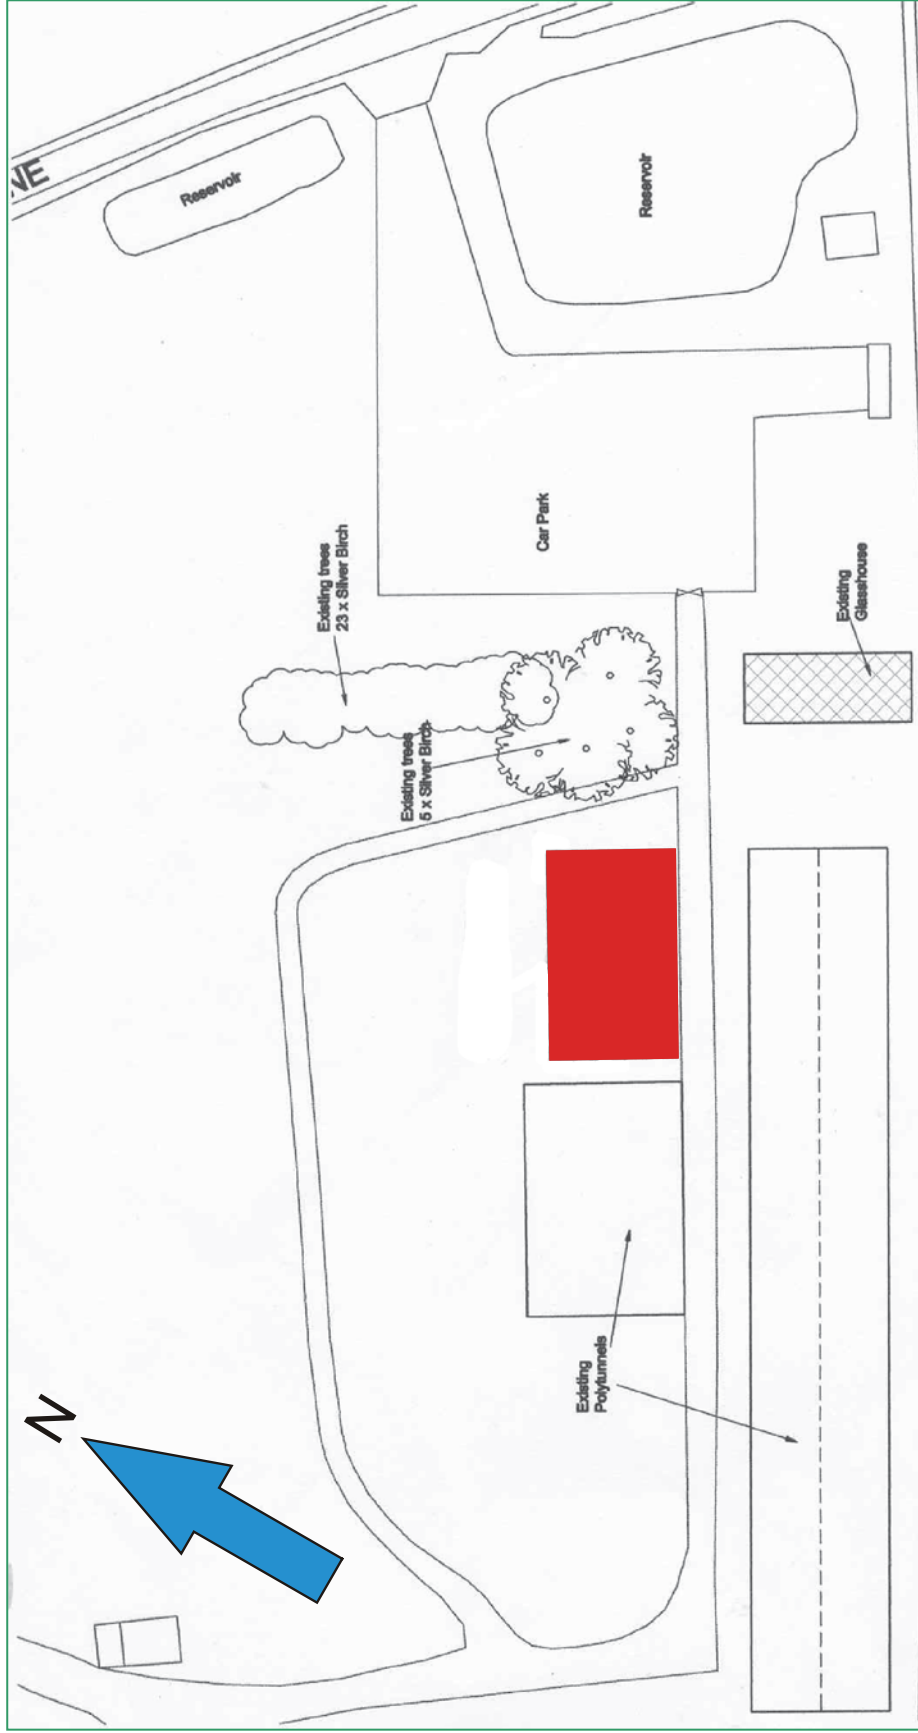 NE
Reservoir
Reservoir
Car Park
Existing trees
23 x Silver Birch
Existing
Glasshouse
Existing trees
5 x Silver Birch
Existing
Polytunnels
N